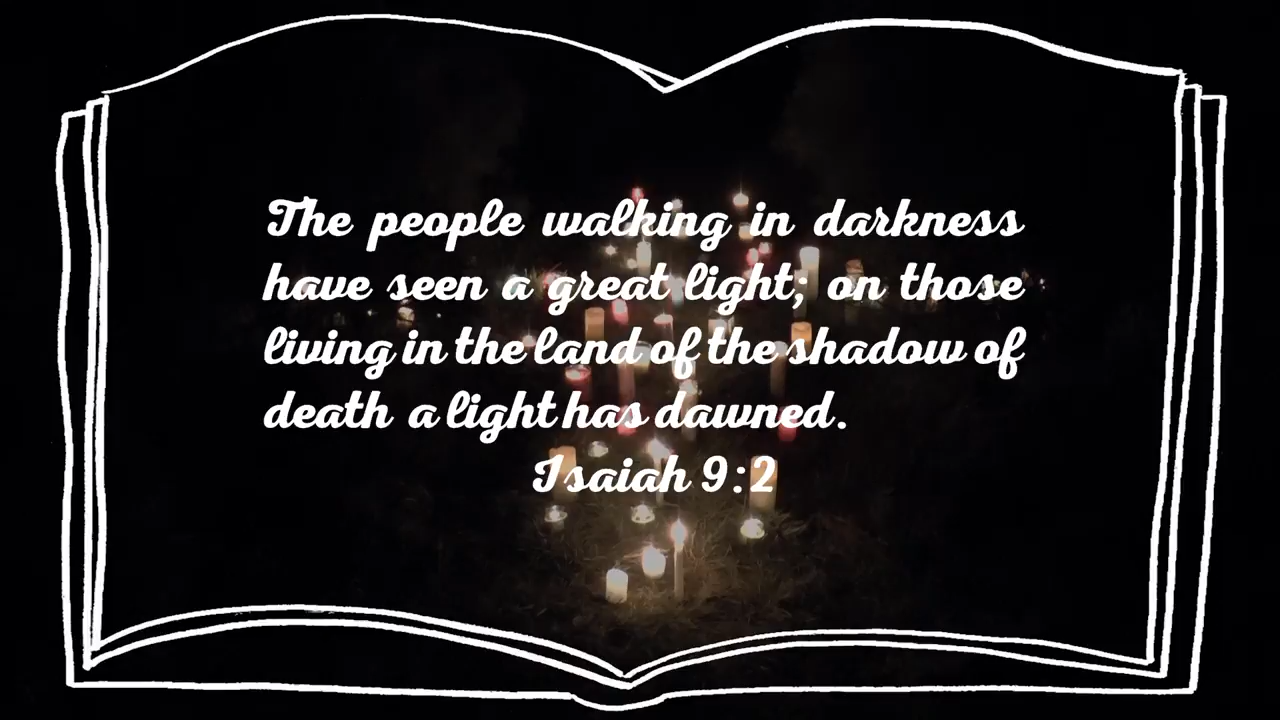 The people walking in darkness
have seen a great light; on those
living in the land of the shadow of
death a light has dawned.
Isaiah 9:2